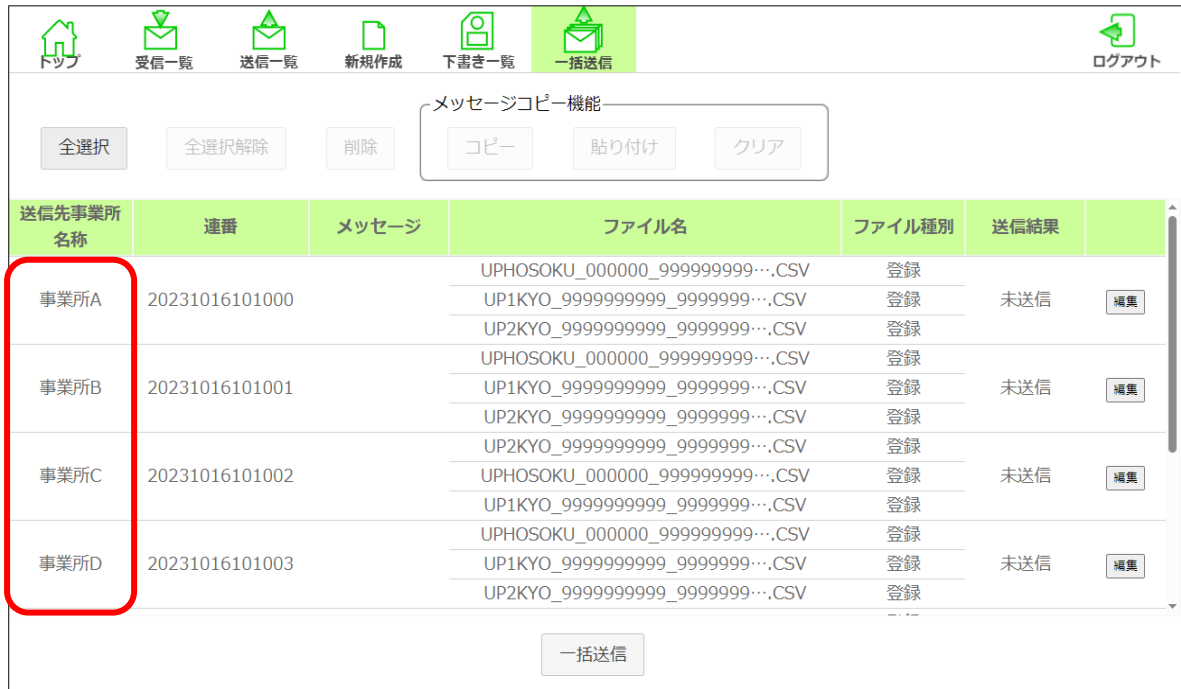 トップ 受信一覧 送信一覧 新規作成 下書き一覧 一括送信 ログアウト
メッセージコピー機能
全選択 全選択解除 削除 コピー 貼り付け クリア
送信先事業所
名称 連番 メッセージ ファイル名 ファイル種別 送信結果
UPHOSOKU_000000_999999999….CSV 登録
事業所A 20231016101000 UP1KYO_9999999999_9999999….CSV 登録 未送信 編集
UP2KYO_9999999999_9999999….CSV 登録
UPHOSOKU_000000_999999999….CSV 登録
事業所B 20231016101001 UP1KYO_9999999999_9999999….CSV 登録 未送信 編集
UP2KYO_9999999999_9999999….CSV 登録
UP2KYO_9999999999_9999999….CSV 登録
事業所C 20231016101002 UPHOSOKU_000000_999999999….CSV 登録 未送信 編集
UP1KYO_9999999999_9999999….CSV 登録
UPHOSOKU_000000_999999999….CSV 登録
事業所D 20231016101003 UP1KYO_9999999999_9999999….CSV 登録 未送信 編集
UP2KYO_9999999999_9999999….CSV 登録
一括送信